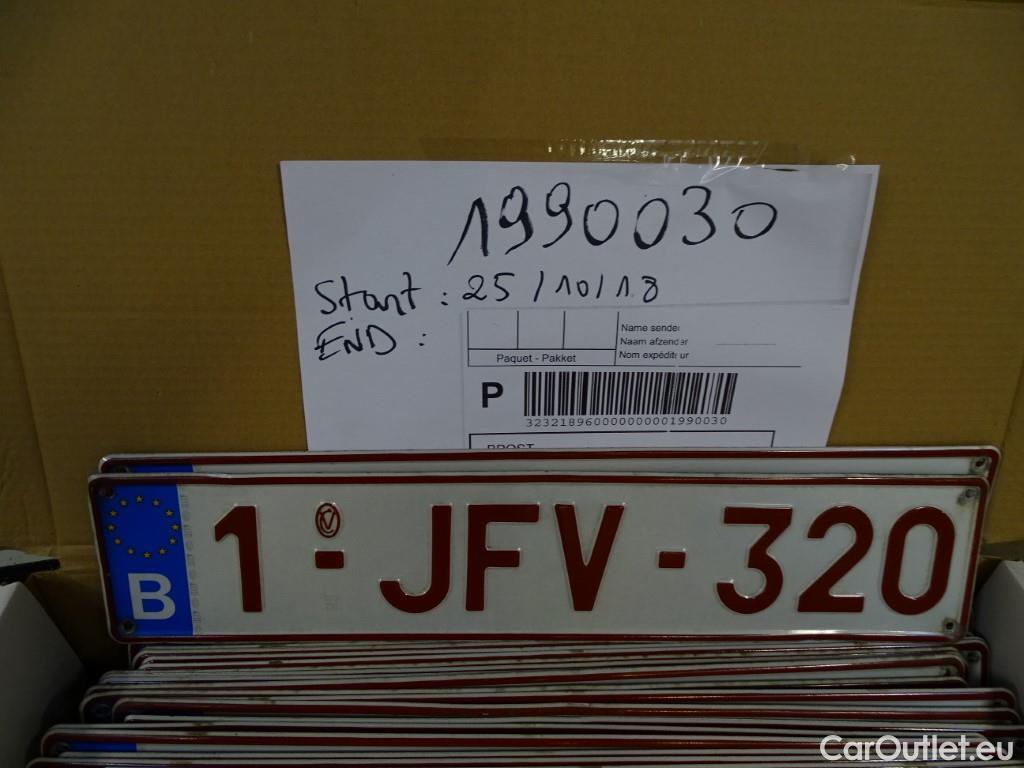 1990030
Start: 25/10/18
END:
Name sender
Naam afzender
Paquet - Pakket Nom expéditeur
P
323218960000000001990030
BPOST
B 1-JFV-320
CarOutlet.eu